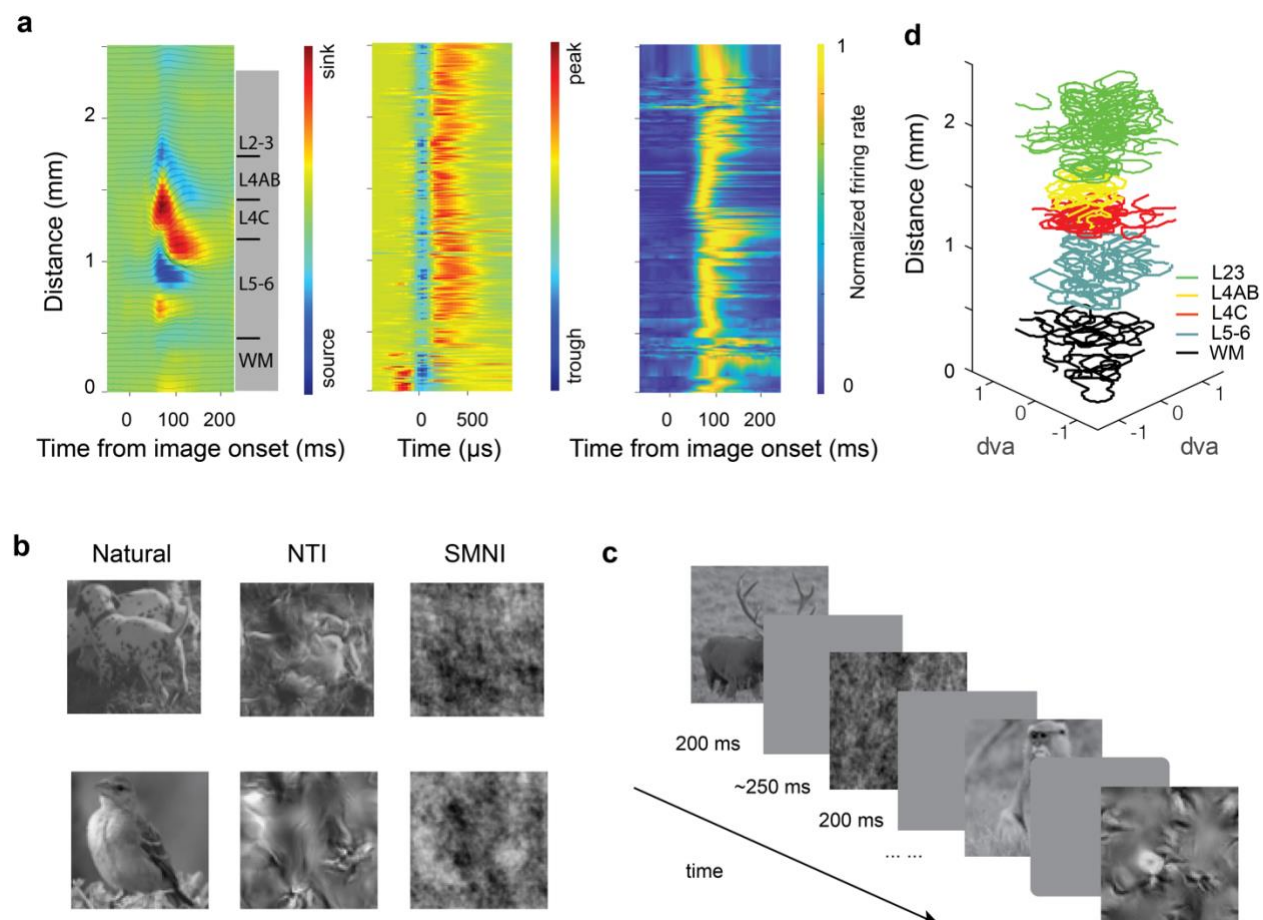 a
Distance (mm)
2
1
0
0 100 200
Time from image onset (ms)
L2-3
L4AB
L4C
L5-6
WM
sink
source
0 500
Time (µs)
peak
trough
0 100 200
Time from image onset (ms)
Normalized firing rate
1
0
d
Distance (mm)
2
1
0
1
0
-1
dva
-1
0
1
dva
L23
L4AB
L4C
L5-6
WM
b
Natural NTI SMNI
c
200 ms
~250 ms
200 ms
... ...
time